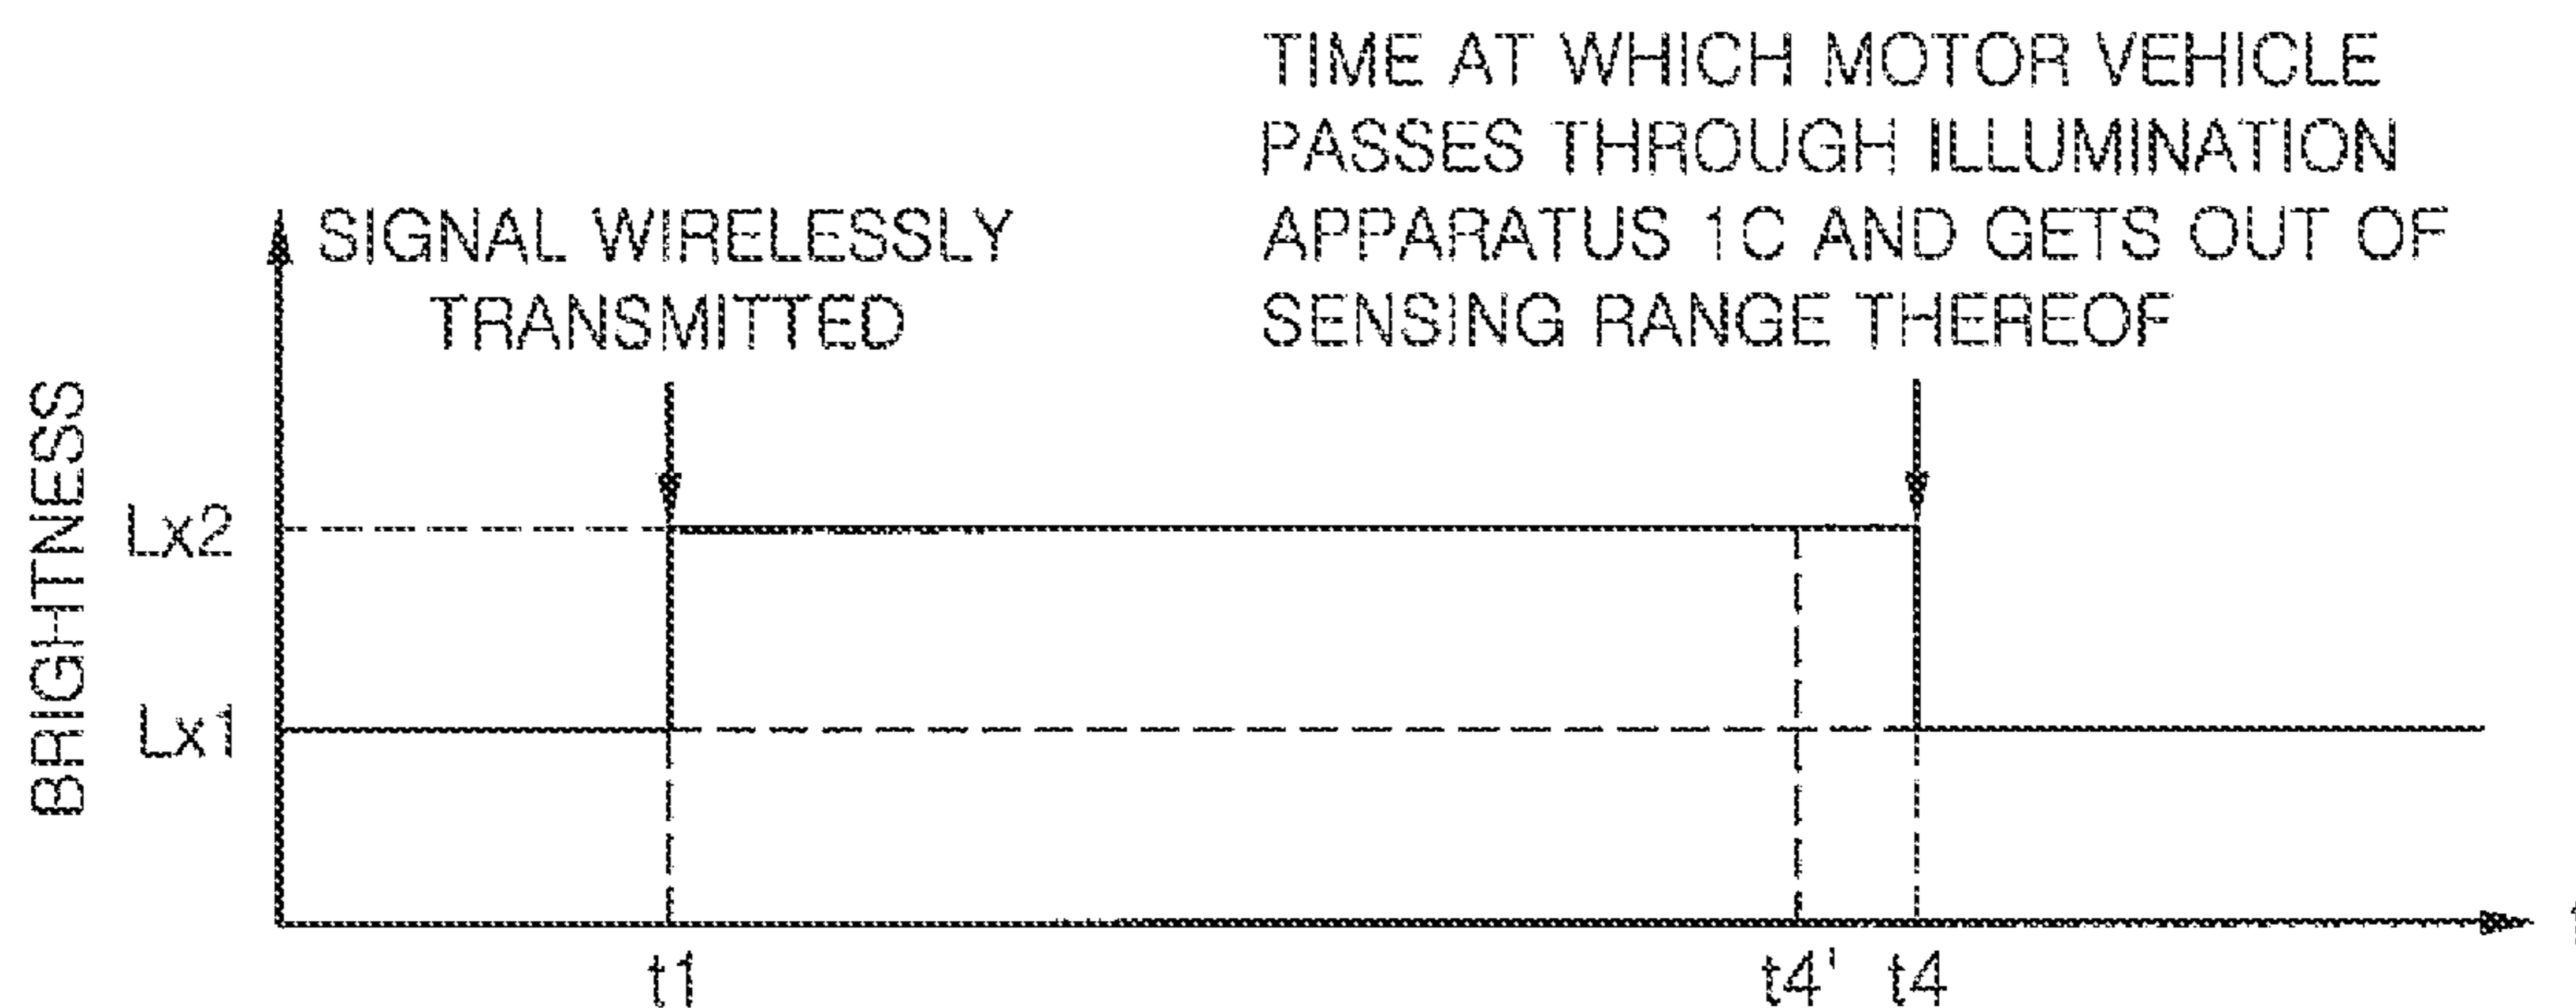 TIME AT WHICH MOTOR VEHICLE
PASSES THROUGH ILLUMINATION
APPARATUS 1C AND GETS OUT OF
SENSING RANGE THEREOF
SIGNAL WIRELESSLY
TRANSMITTED
BRIGHTNESS
Lx2
Lx1
t1
t4'
t4